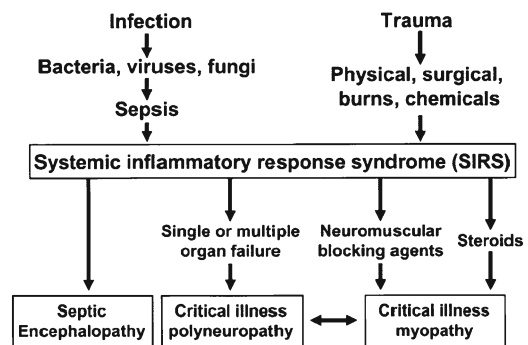 Infection
Trauma
Bacteria, viruses, fungi
Physical, surgical,
burns, chemicals
Sepsis
Systemic inflammatory response syndrome (SIRS)
Single or multiple
organ failure
Neuromuscular
blocking agents
Steroids
Septic
Encephalopathy
Critical illness
polyneuropathy
Critical illness
myopathy